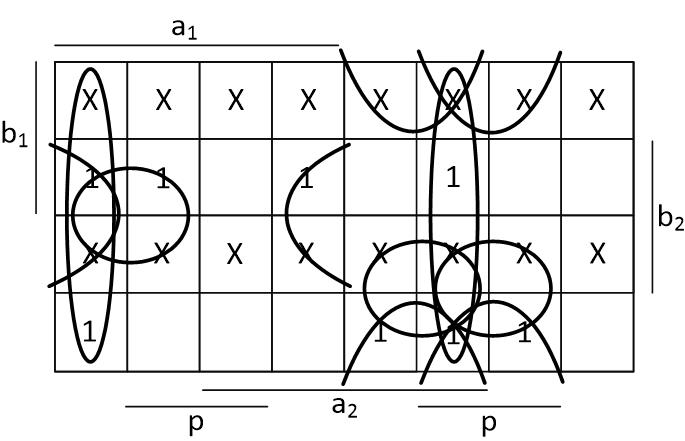 a₁
b₁
X X X X X X X X
1 1 1 1
b₂
X X X X X X X X
1 1 1 1
a₂
p p